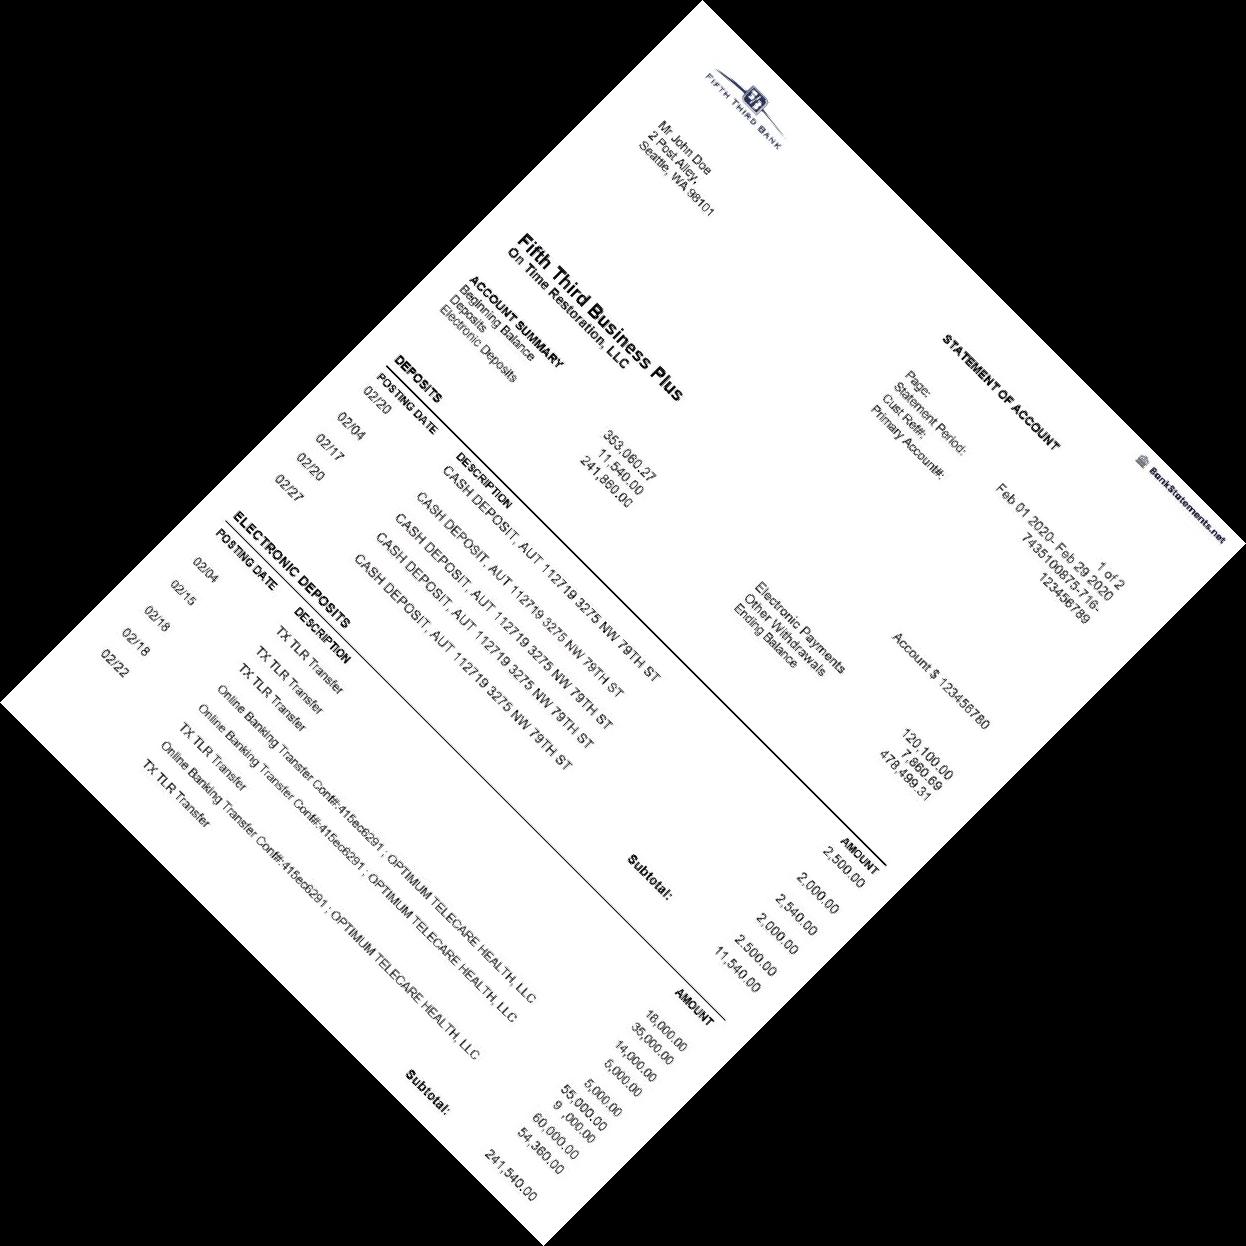 FIFTH THIRD BANK
BankStatements.net
Mr John Doe
2 Post Alley,
Seattle, WA 98101
STATEMENT OF ACCOUNT
Page: 1 of 2
Statement Period: Feb 01 2020- Feb 29 2020
Cust Ref#: 7435100875-716-
Primary Account#: 123456789
Fifth Third Business Plus
On Time Restoration, LLC
Account $ 123456780
ACCOUNT SUMMARY
Beginning Balance 353,060.27 Electronic Payments 120,100.00
Deposits 11,540.00 Other Withdrawals 7,860.69
Electronic Deposits 241,860.00 Ending Balance 478,499.31
DEPOSITS
POSTING DATE DESCRIPTION AMOUNT
02/20 CASH DEPOSIT, AUT 112719 3275 NW 79TH ST 2,500.00
02/04 CASH DEPOSIT, AUT 112719 3275 NW 79TH ST 2,000.00
02/17 CASH DEPOSIT, AUT 112719 3275 NW 79TH ST 2,540.00
02/20 CASH DEPOSIT, AUT 112719 3275 NW 79TH ST 2,000.00
02/27 CASH DEPOSIT, AUT 112719 3275 NW 79TH ST 2,500.00
Subtotal: 11,540.00
ELECTRONIC DEPOSITS
POSTING DATE DESCRIPTION AMOUNT
02/04 TX TLR Transfer 18,000.00
35,000.00
02/15 TX TLR Transfer 14,000.00
02/18 TX TLR Transfer 5,000.00
02/18 Online Banking Transfer Conf#:415ec6291 ; OPTIMUM TELECARE HEALTH, LLC 5,000.00
02/22 Online Banking Transfer Conf#:415ec6291 ; OPTIMUM TELECARE HEALTH, LLC 55,000.00
TX TLR Transfer 9 ,000.00
Online Banking Transfer Conf#:415ec6291 ; OPTIMUM TELECARE HEALTH, LLC 60,000.00
TX TLR Transfer 54,360.00
Subtotal: 241,540.00